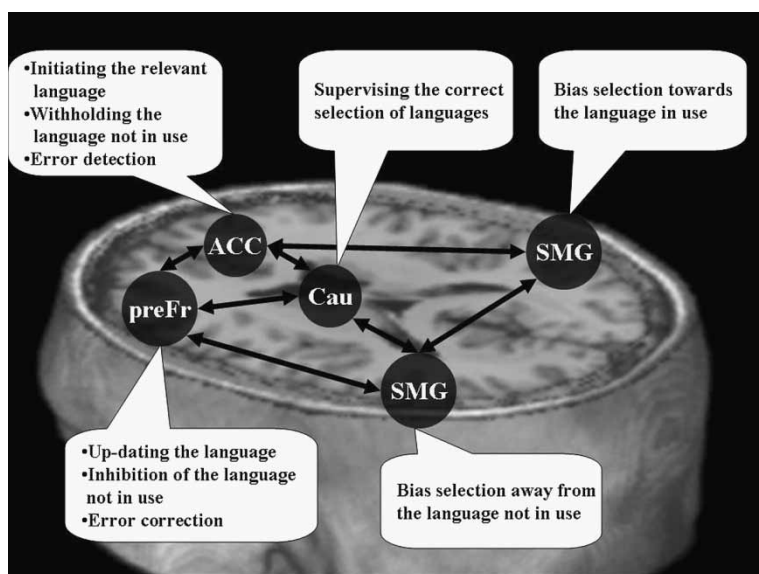 •Initiating the relevant
language
•Withholding the
language not in use
•Error detection
Supervising the correct
selection of languages
Bias selection towards
the language in use
ACC
SMG
Cau
preFr
SMG
•Up-dating the language
•Inhibition of the language
not in use
•Error correction
Bias selection away from
the language not in use